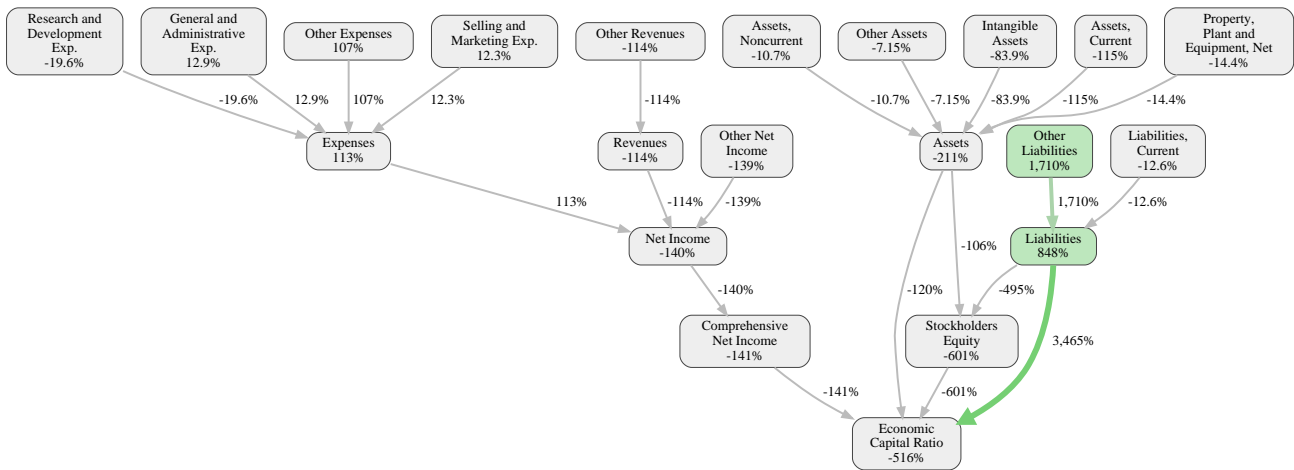 Research and
Development
Exp.
-19.6%
General and
Administrative
Exp.
12.9%
Other Expenses
107%
Selling and
Marketing Exp.
12.3%
Other Revenues
-114%
Assets,
Noncurrent
-10.7%
Other Assets
-7.15%
Intangible
Assets
-83.9%
Assets,
Current
-115%
Property,
Plant and
Equipment, Net
-14.4%
-19.6%
12.9%
107%
12.3%
-114%
-10.7%
-7.15%
-83.9%
-115%
-14.4%
Expenses
113%
Revenues
-114%
Other Net
Income
-139%
Assets
-211%
Other
Liabilities
1,710%
Liabilities,
Current
-12.6%
113%
-114%
-139%
1,710%
-12.6%
Net Income
-140%
-106%
Liabilities
848%
-140%
-120%
-495%
Comprehensive
Net Income
-141%
Stockholders
Equity
-601%
3,465%
-141%
-601%
Economic
Capital Ratio
-516%